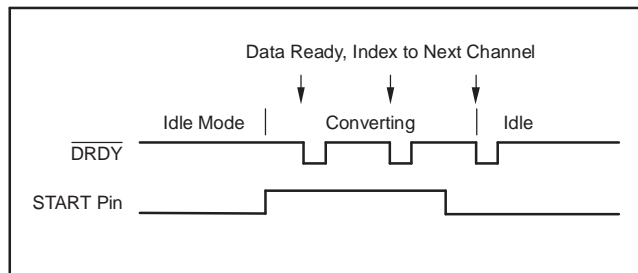 Data Ready, Index to Next Channel
Idle Mode Converting Idle
DRDY
START Pin